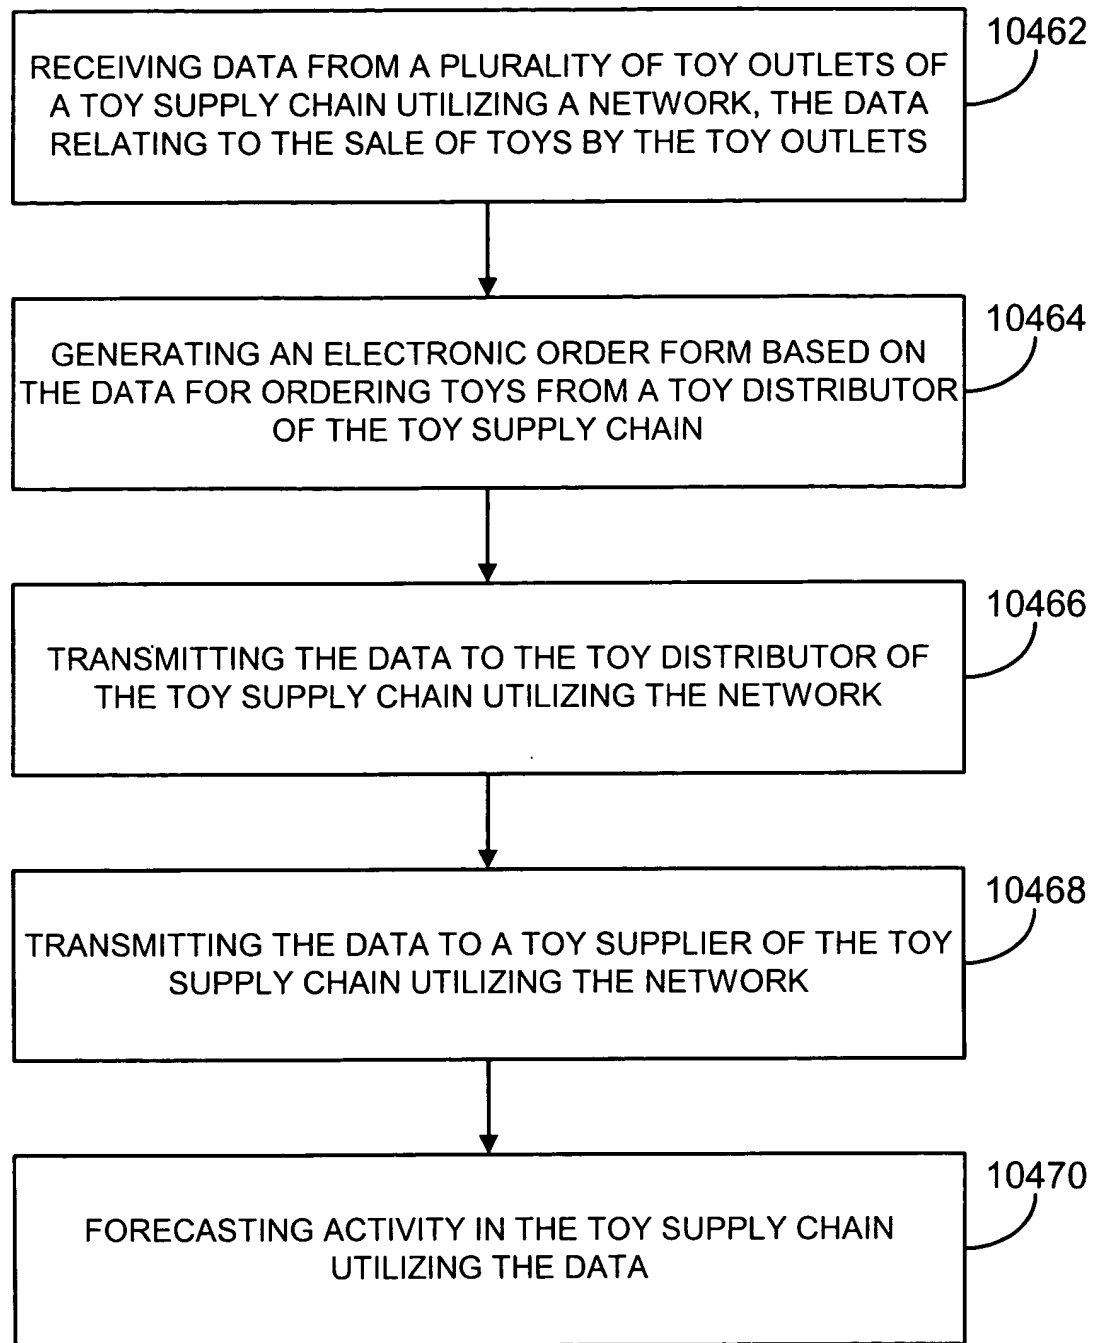 10462
RECEIVING DATA FROM A PLURALITY OF TOY OUTLETS OF
A TOY SUPPLY CHAIN UTILIZING A NETWORK, THE DATA
RELATING TO THE SALE OF TOYS BY THE TOY OUTLETS
10464
GENERATING AN ELECTRONIC ORDER FORM BASED ON
THE DATA FOR ORDERING TOYS FROM A TOY DISTRIBUTOR
OF THE TOY SUPPLY CHAIN
10466
TRANSMITTING THE DATA TO THE TOY DISTRIBUTOR OF
THE TOY SUPPLY CHAIN UTILIZING THE NETWORK
10468
TRANSMITTING THE DATA TO A TOY SUPPLIER OF THE TOY
SUPPLY CHAIN UTILIZING THE NETWORK
10470
FORECASTING ACTIVITY IN THE TOY SUPPLY CHAIN
UTILIZING THE DATA